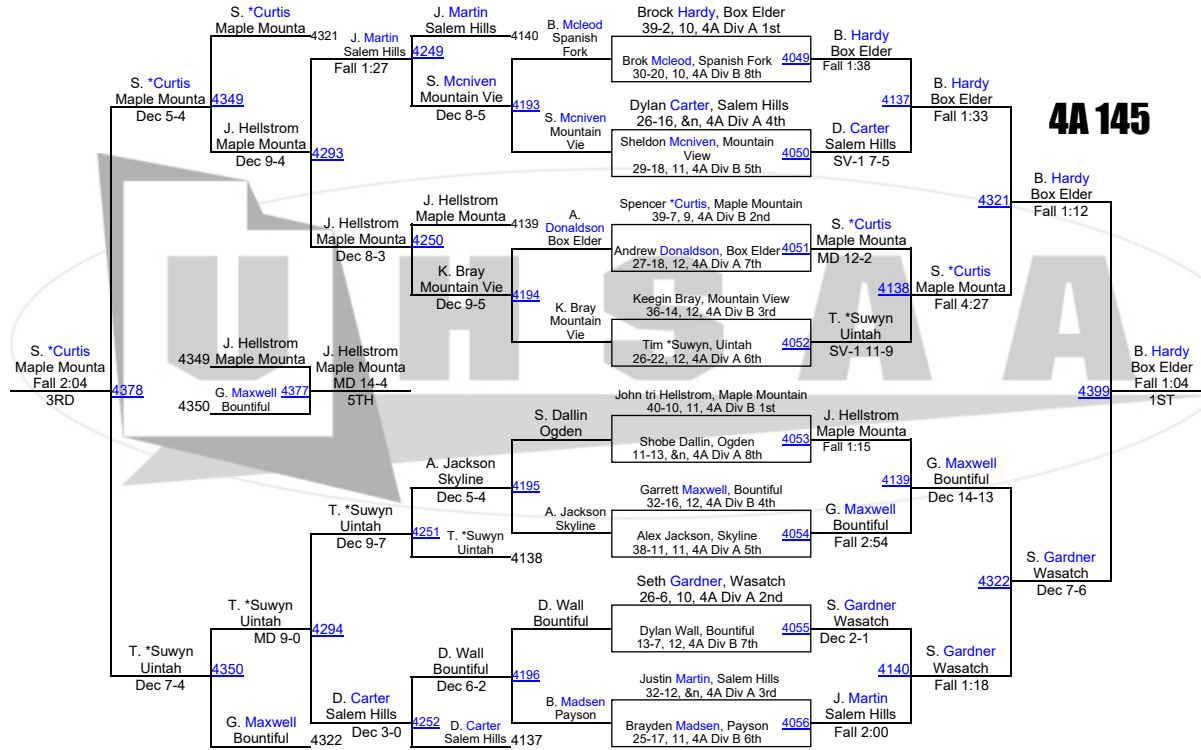 4A 145
S. *Curtis
Maple Mounta
4321
S. *Curtis
Maple Mounta
Dec 5-4
4349
J. Hellstrom
Maple Mounta
Dec 9-4
J. Martin
Salem Hills
Fall 1:27
4293
J. Hellstrom
Maple Mounta
Dec 8-3
J. Martin
Salem Hills
4140
4249
S. Mcniven
Mountain Vie
Dec 8-5
J. Hellstrom
Maple Mounta
4139
4250
K. Bray
Mountain Vie
Dec 9-5
B. Mcleod
Spanish
Fork
4193
S. Mcniven
Mountain
Vie
A.
Donaldson
Box Elder
4194
K. Bray
Mountain
Vie
Brock Hardy, Box Elder
39-2, 10, 4A Div A 1st
Brok Mcleod, Spanish Fork
30-20, 10, 4A Div B 8th
4049
Dylan Carter, Salem Hills
26-16, &n, 4A Div A 4th
Sheldon Mcniven, Mountain
View
29-18, 11, 4A Div B 5th
4050
Spencer *Curtis, Maple Mountain
39-7, 9, 4A Div B 2nd
Andrew Donaldson, Box Elder
27-18, 12, 4A Div A 7th
4051
Keegin Bray, Mountain View
36-14, 12, 4A Div B 3rd
Tim *Suwyn, Uintah
26-22, 12, 4A Div A 6th
4052
B. Hardy
Box Elder
Fall 1:38
4137
D. Carter
Salem Hills
SV-1 7-5
S. *Curtis
Maple Mounta
MD 12-2
4138
T. *Suwyn
Uintah
SV-1 11-9
B. Hardy
Box Elder
Fall 1:33
4321
S. *Curtis
Maple Mounta
Fall 4:27
B. Hardy
Box Elder
Fall 1:12
UHSAA
S. *Curtis
Maple Mounta
Fall 2:04
3RD
4378
4349
J. Hellstrom
Maple Mounta
4350
G. Maxwell
Bountiful
4377
J. Hellstrom
Maple Mounta
MD 14-4
5TH
4399
B. Hardy
Box Elder
Fall 1:04
1ST
John tri Hellstrom, Maple Mountain
40-10, 11, 4A Div B 1st
Shobe Dallin, Ogden
11-13, &n, 4A Div A 8th
4053
Garrett Maxwell, Bountiful
32-16, 12, 4A Div B 4th
Alex Jackson, Skyline
38-11, 11, 4A Div A 5th
4054
Seth Gardner, Wasatch
26-6, 10, 4A Div A 2nd
Dylan Wall, Bountiful
13-7, 12, 4A Div B 7th
4055
Justin Martin, Salem Hills
32-12, &n, 4A Div A 3rd
Brayden Madsen, Payson
25-17, 11, 4A Div B 6th
4056
J. Hellstrom
Maple Mounta
Fall 1:15
4139
G. Maxwell
Bountiful
Fall 2:54
S. Gardner
Wasatch
Dec 2-1
4140
J. Martin
Salem Hills
Fall 2:00
G. Maxwell
Bountiful
Dec 14-13
4322
S. Gardner
Wasatch
Fall 1:18
S. Gardner
Wasatch
Dec 7-6
S. Dallin
Ogden
4195
A. Jackson
Skyline
D. Wall
Bountiful
4196
B. Madsen
Payson
A. Jackson
Skyline
Dec 5-4
4251
T. *Suwyn
Uintah
4138
D. Wall
Bountiful
Dec 6-2
4252
D. Carter
Salem Hills
4137
T. *Suwyn
Uintah
Dec 9-7
4294
D. Carter
Salem Hills
Dec 3-0
T. *Suwyn
Uintah
MD 9-0
4350
G. Maxwell
Bountiful
4322
T. *Suwyn
Uintah
Dec 7-4